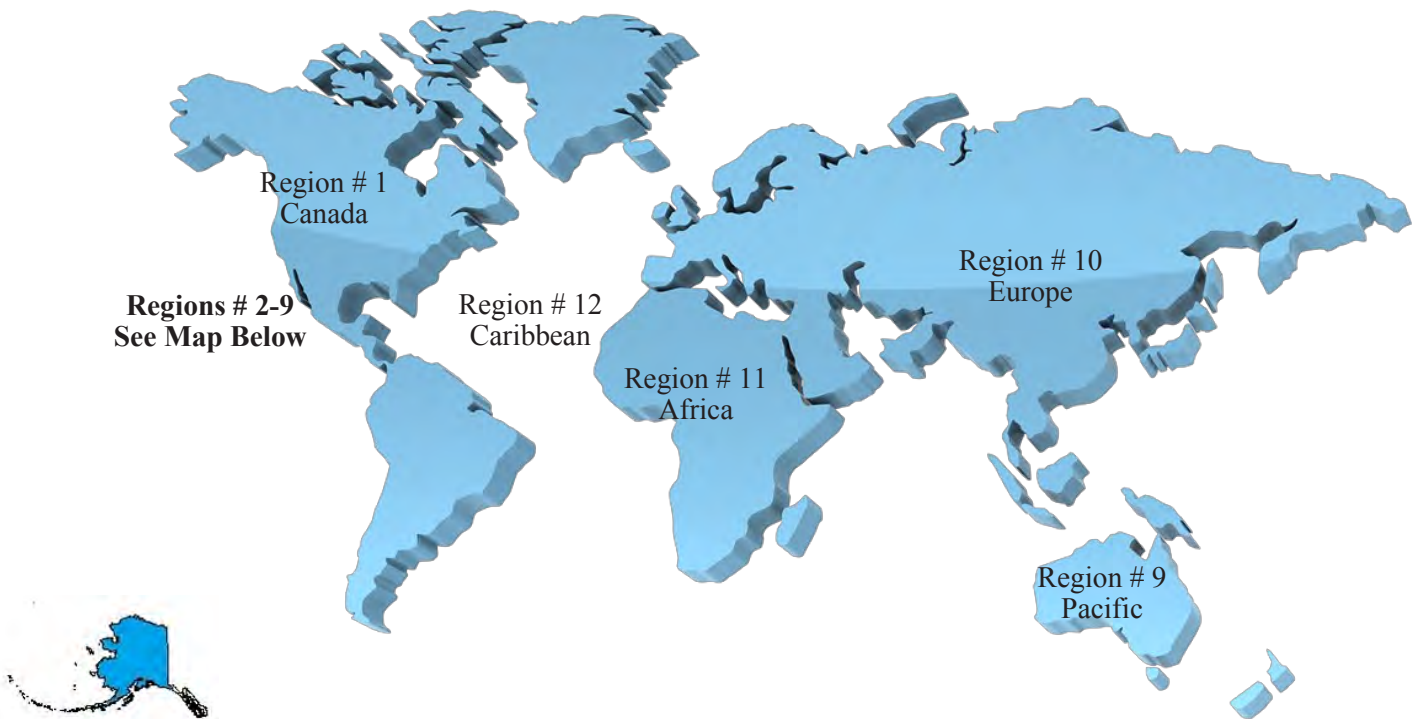 Region # 1
Canada
Regions # 2-9
See Map Below
Region # 12
Caribbean
Region # 10
Europe
Region # 11
Africa
Region # 9
Pacific